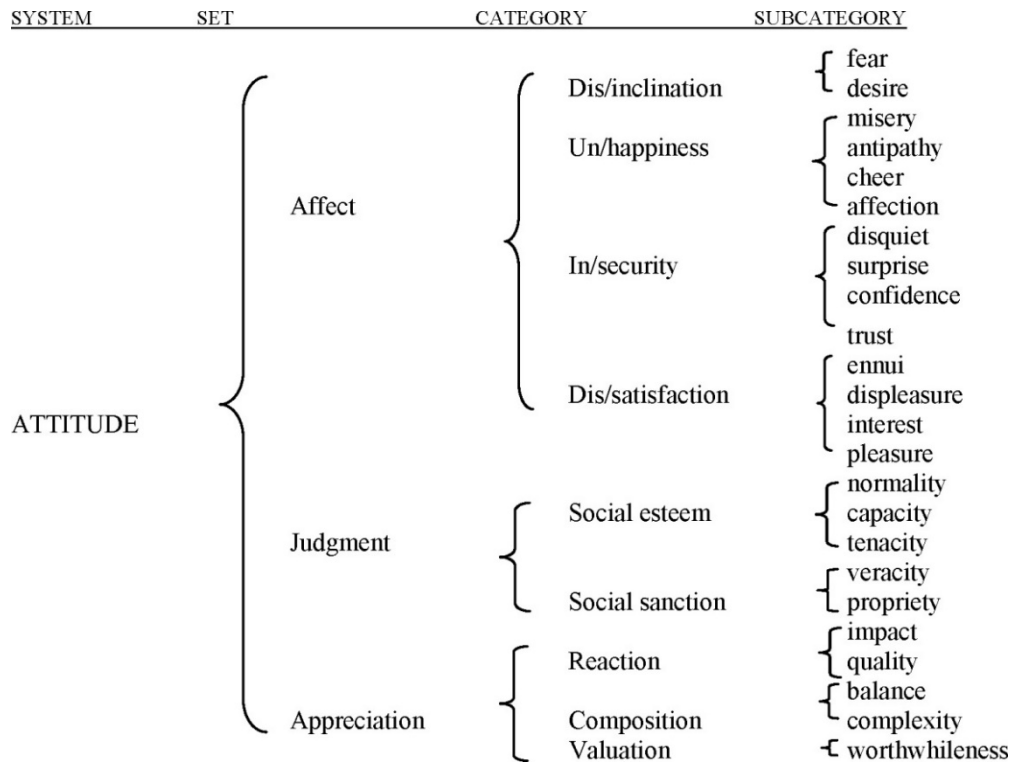 SYSTEM SET CATEGORY SUBCATEGORY
fear
Dis/inclination
desire
misery
Un/happiness
antipathy
cheer
Affect
affection
disquiet
In/security
surprise
confidence
trust
ennui
Dis/satisfaction
displeasure
ATTITUDE
interest
pleasure
normality
Social esteem
capacity
Judgment
tenacity
veracity
Social sanction
propriety
impact
Reaction
quality
balance
Appreciation
Composition
complexity
Valuation
worthwhileness